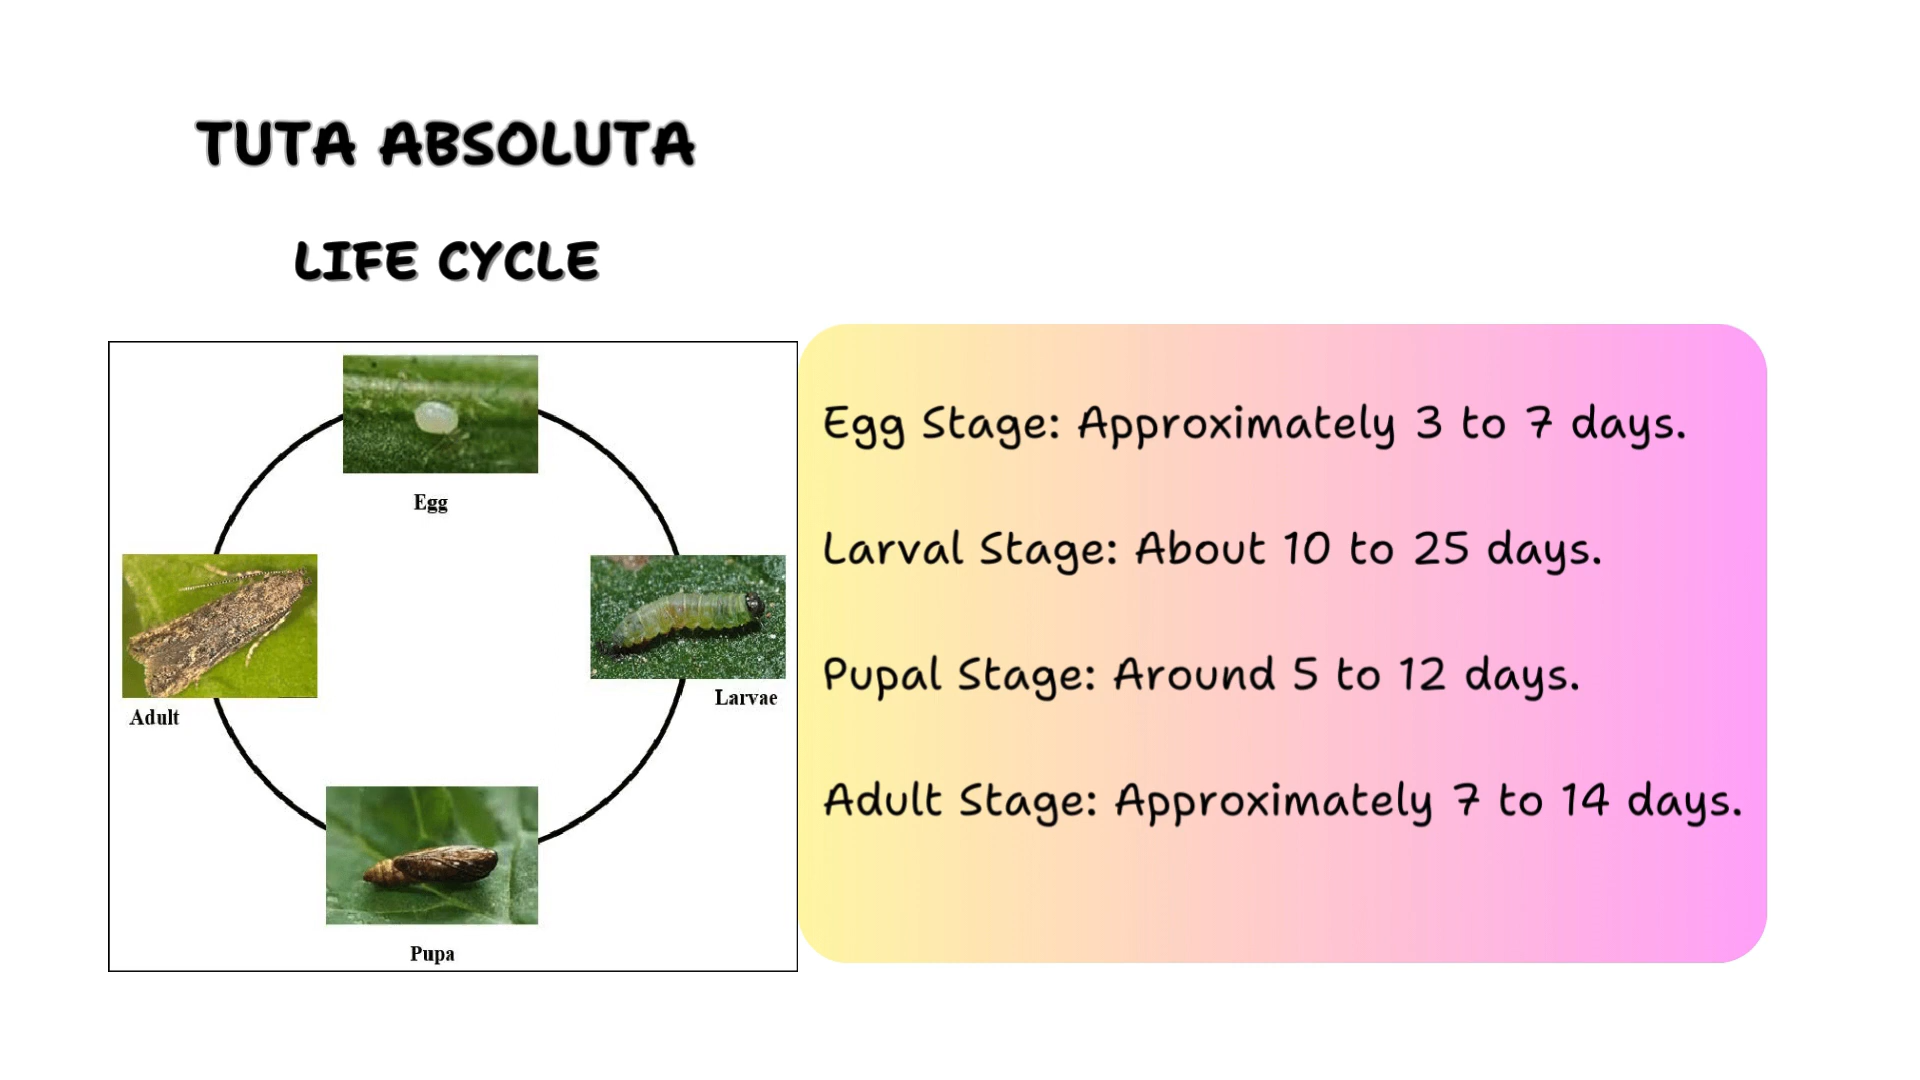 TUTA ABSOLUTA
LIFE CYCLE
Egg
Adult
Larvae
Pupa
Egg Stage: Approximately 3 to 7 days.
Larval Stage: About 10 to 25 days.
Pupal Stage: Around 5 to 12 days.
Adult Stage: Approximately 7 to 14 days.